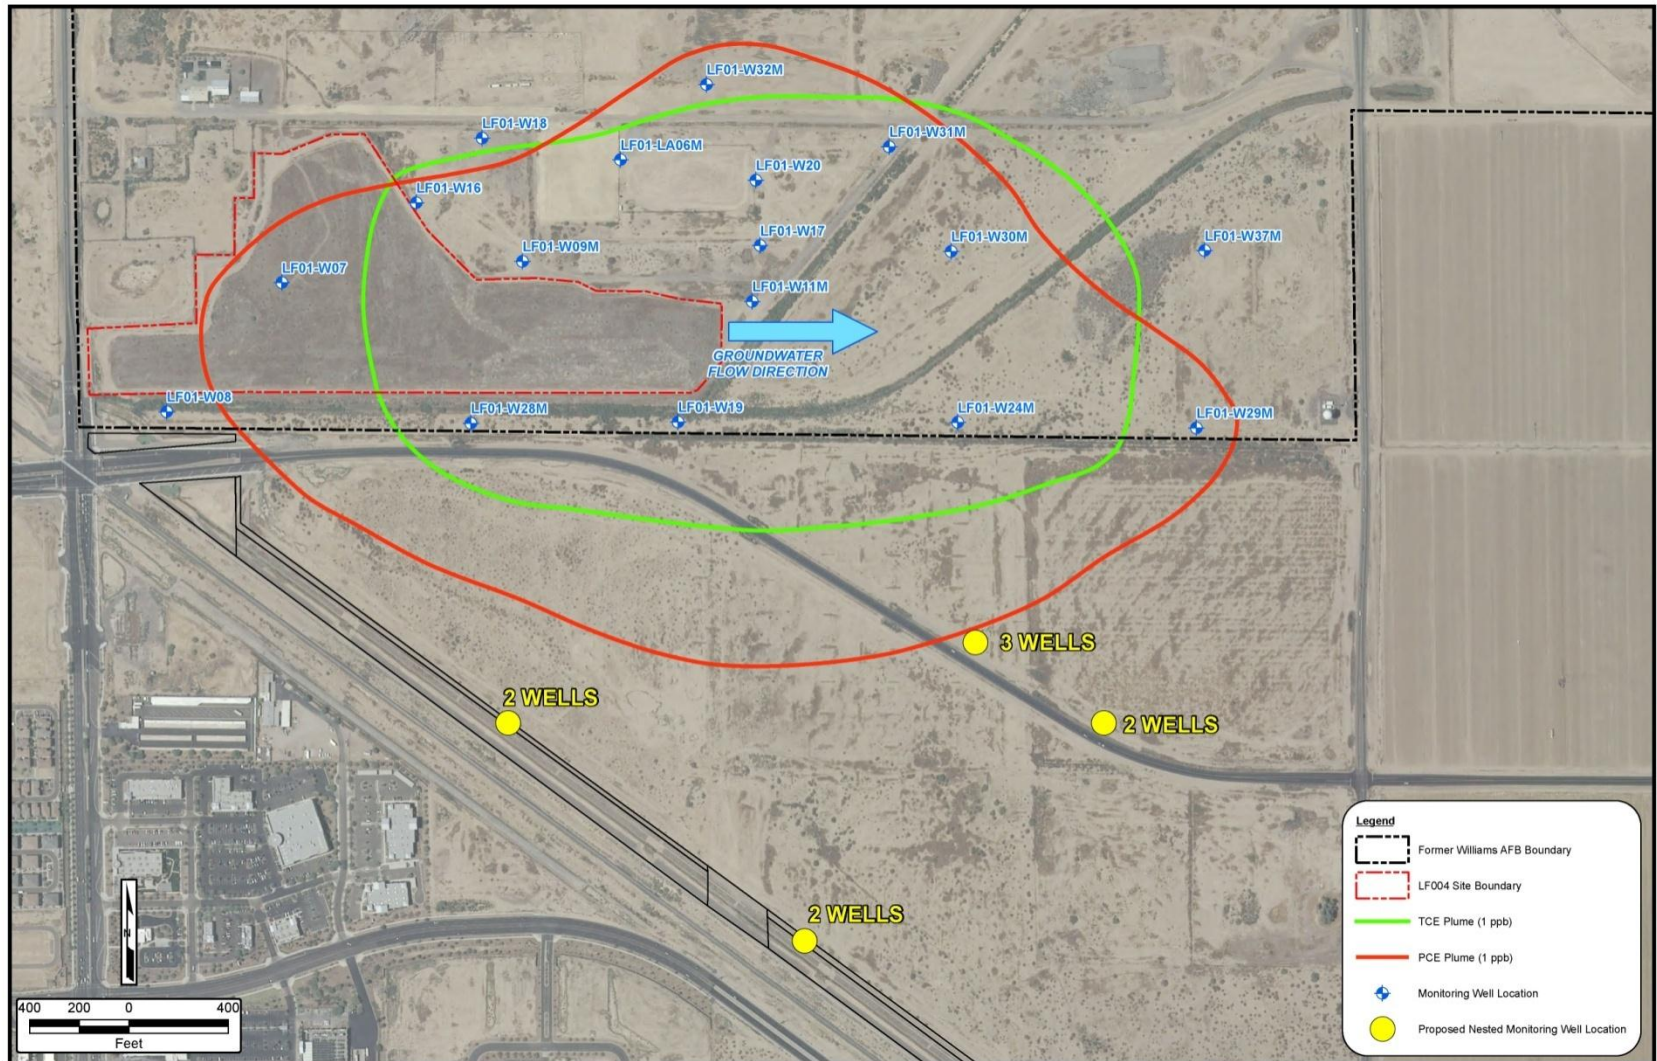 LF01-W32M
LF01-W18
LF01-W31M
LF01-LA06M
LF01-W20
LF01-W16
LF01-W17
LF01-W30M
LF01-W37M
LF01-W09M
LF01-W07
LF01-W11M
GROUNDWATER
FLOW DIRECTION
LF01-W08
LF01-W28M
LF01-W19
LF01-W24M
LF01-W29M
3 WELLS
2 WELLS
2 WELLS
2 WELLS
N
400 200 0 400
Feet
Legend
Former Williams AFB Boundary
LF004 Site Boundary
TCE Plume (1 ppb)
PCE Plume (1 ppb)
Monitoring Well Location
Proposed Nested Monitoring Well Location